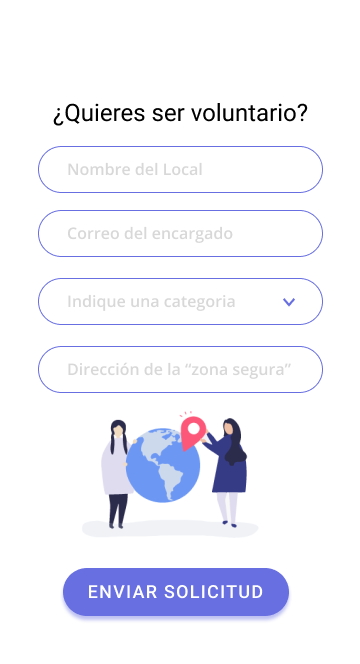 ¿Quieres ser voluntario?
Nombre del Local
Correo del encargado
Indique una categoria
Dirección de la “zona segura”
ENVIAR SOLICITUD